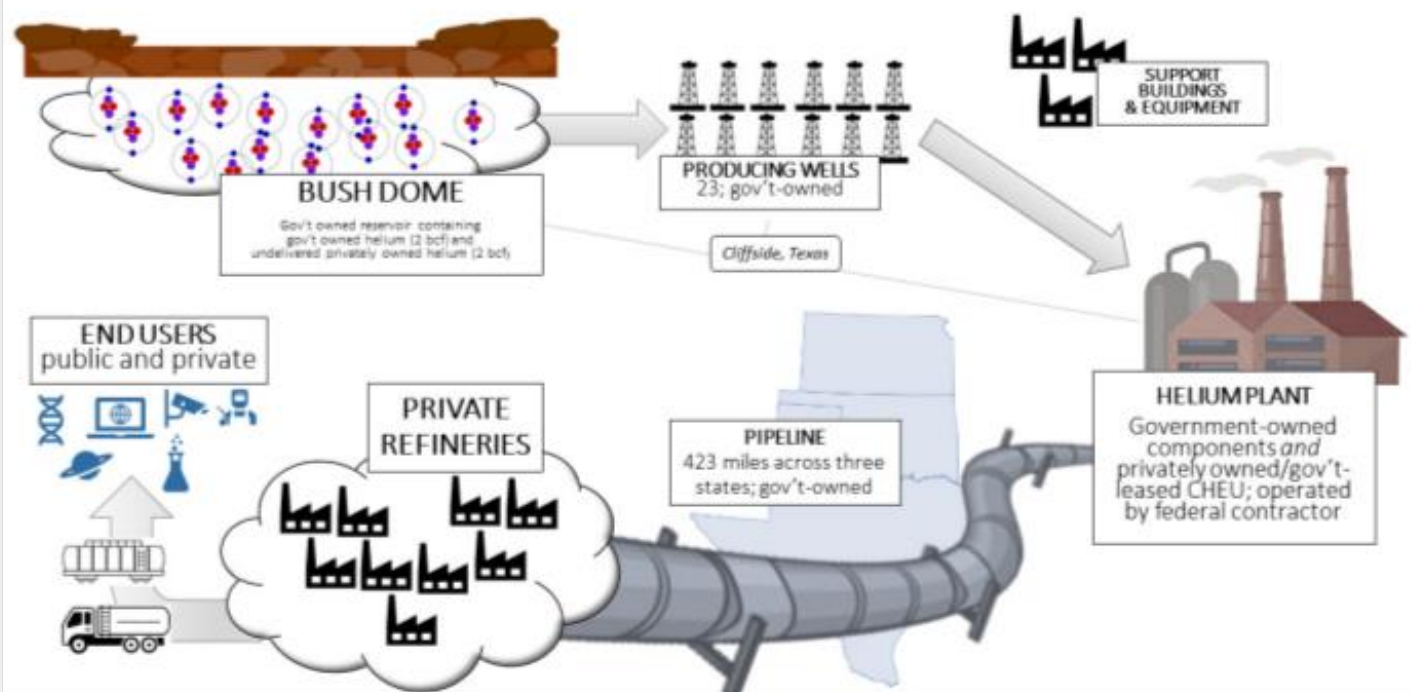 BUSH DOME
Gov't owned reservoir containing
gov't owned helium (2 bcf) and
undelivered privately owned helium (2 bcf)
PRODUCING WELLS
23; gov't-owned
SUPPORT
BUILDINGS
& EQUIPMENT
Cliffside, Texas
HELIUM PLANT
Government-owned
components and
privately owned/gov't-
leased CHEU; operated
by federal contractor
PIPELINE
423 miles across three
states; gov't-owned
PRIVATE
REFINERIES
END USERS
public and private